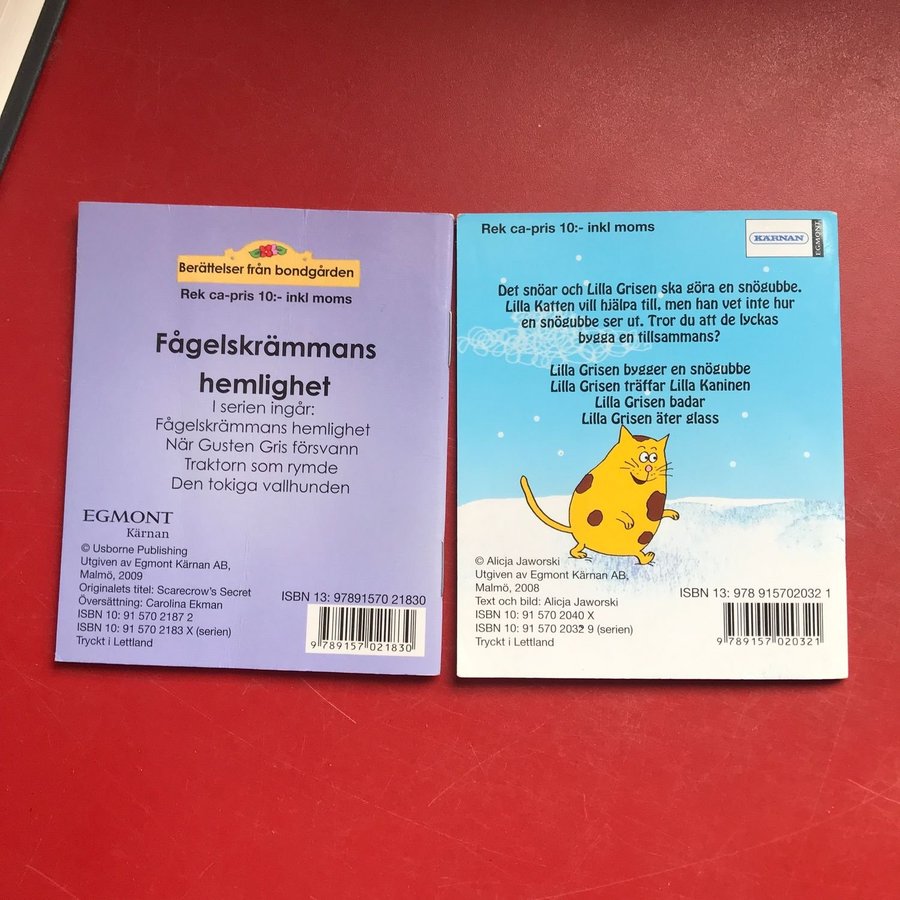 Berättelser från bondgården
Rek ca-pris 10:- inkl moms
Fågelskrämmans
hemlighet
I serien ingår:
Fågelskrämmans hemlighet
När Gusten Gris försvann
Traktorn som rymde
Den tokiga vallhunden
EGMONT
Kärnan
© Usborne Publishing
Utgiven av Egmont Kärnan AB,
Malmö, 2009
Originalets titel: Scarecrow's Secret
Översättning: Carolina Ekman
ISBN 10: 91 570 2187 2
ISBN 10: 91 570 2183 X (serien)
Tryckt i Lettland
ISBN 13: 97891570 21830
9 789157 021830
Rek ca-pris 10:- inkl moms
KÄRNAN
EGMONT
Det snöar och Lilla Grisen ska göra en snögubbe.
Lilla Katten vill hjälpa till, men han vet inte hur
en snögubbe ser ut. Tror du att de lyckas
bygga en tillsammans?
Lilla Grisen bygger en snögubbe
Lilla Grisen träffar Lilla Kaninen
Lilla Grisen badar
Lilla Grisen äter glass
© Alicja Jaworski
Utgiven av Egmont Kärnan AB,
Malmö, 2008
Text och bild: Alicja Jaworski
ISBN 10: 91 570 2040 X
ISBN 10: 91 570 2032 9 (serien)
Tryckt i Lettland
ISBN 13: 978 915702032 1
9 789157 020321